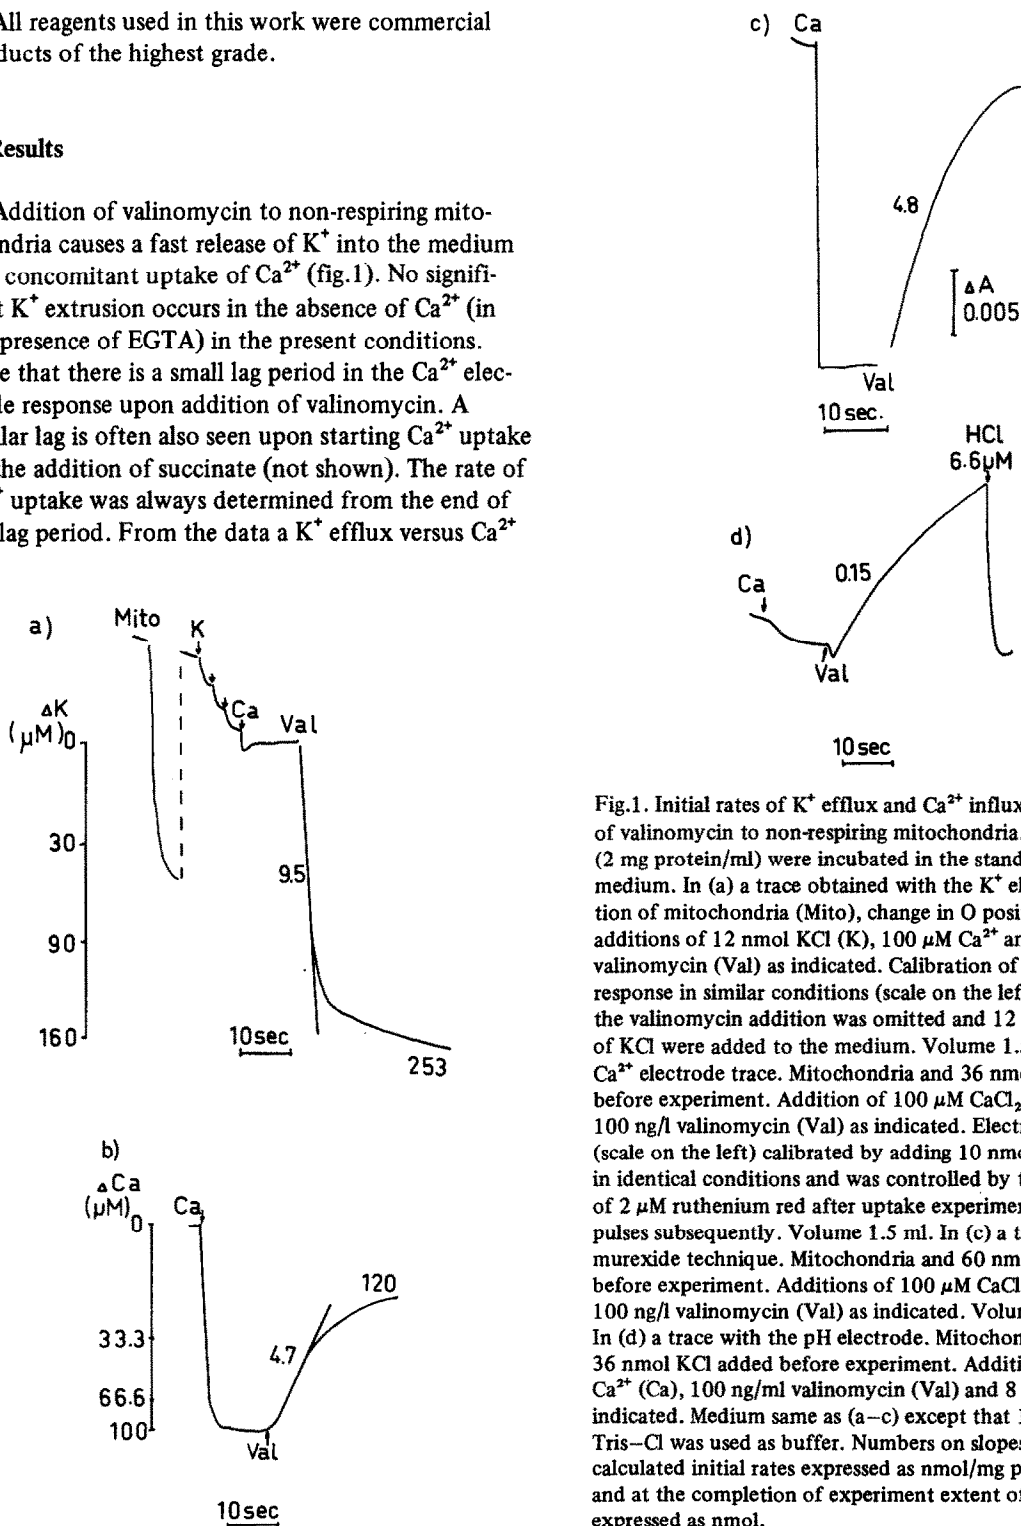 All reagents used in this work were commercial
ducts of the highest grade.
Results
Addition of valinomycin to non-respiring mito-
ndria causes a fast release of K⁺ into the medium
concomitant uptake of Ca²⁺ (fig.1). No signifi-
t K⁺ extrusion occurs in the absence of Ca²⁺ (in
presence of EGTA) in the present conditions.
e that there is a small lag period in the Ca²⁺ elec-
le response upon addition of valinomycin. A
lar lag is often also seen upon starting Ca²⁺ uptake
the addition of succinate (not shown). The rate of
⁺ uptake was always determined from the end of
lag period. From the data a K⁺ efflux versus Ca²⁺
a)
Mito
K
Ca
Val
ΔK
(μM)
0
30
90
160
9.5
10sec
253
b)
ΔCa
(μM)
0
Ca
33.3
66.6
100
4.7
120
Val
10sec
c)
Ca
4.8
ΔA
0.005
Val
10sec.
HCl
6.6μM
d)
Ca
0.15
Val
10sec
Fig.1. Initial rates of K⁺ efflux and Ca²⁺ influx
of valinomycin to non-respiring mitochondria.
(2 mg protein/ml) were incubated in the stand
medium. In (a) a trace obtained with the K⁺ el
tion of mitochondria (Mito), change in O posi
additions of 12 nmol KCl (K), 100 μM Ca²⁺ an
valinomycin (Val) as indicated. Calibration of
response in similar conditions (scale on the lef
the valinomycin addition was omitted and 12
of KCl were added to the medium. Volume 1.
Ca²⁺ electrode trace. Mitochondria and 36 nm
before experiment. Addition of 100 μM CaCl₂
100 ng/l valinomycin (Val) as indicated. Elect
(scale on the left) calibrated by adding 10 nmo
in identical conditions and was controlled by t
of 2 μM ruthenium red after uptake experimen
pulses subsequently. Volume 1.5 ml. In (c) a t
murexide technique. Mitochondria and 60 nm
before experiment. Additions of 100 μM CaCl
100 ng/l valinomycin (Val) as indicated. Volu
In (d) a trace with the pH electrode. Mitochon
36 nmol KCl added before experiment. Additi
Ca²⁺ (Ca), 100 ng/ml valinomycin (Val) and 8
indicated. Medium same as (a–c) except that
Tris–Cl was used as buffer. Numbers on slopes
calculated initial rates expressed as nmol/mg p
and at the completion of experiment extent of
expressed as nmol.